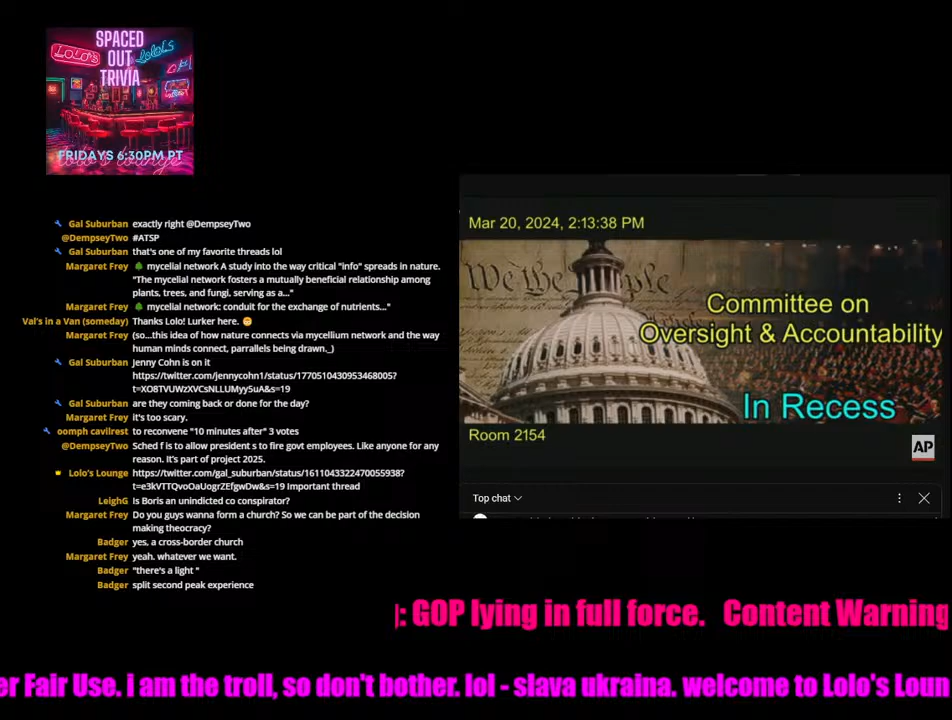 SPACED
OUT
TRIVIA
LOLO'S
LOLO'S
FRIDAYS 6:30PM PT
lolo's lounge
Gal Suburban exactly right @DempseyTwo
@DempseyTwo #ATSP
Gal Suburban that's one of my favorite threads lol
Margaret Frey 🌲 mycelial network A study into the way critical "info" spreads in nature.
"The mycelial network fosters a mutually beneficial relationship among
plants, trees, and fungi, serving as a..."
Margaret Frey 🌲 mycelial network: conduit for the exchange of nutrients..."
Val's in a Van (someday) Thanks Lolo! Lurker here. 😁
Margaret Frey (so...this idea of how nature connects via mycellium network and the way
human minds connect, parrallels being drawn._)
Gal Suburban Jenny Cohn is on it
https://twitter.com/jennycohn1/status/1770510430953468005?
t=XO8TVUWzXVCsNLLUMyy5uA&s=19
Gal Suburban are they coming back or done for the day?
Margaret Frey it's too scary.
oomph cavilrest to reconvene "10 minutes after" 3 votes
@DempseyTwo Sched f is to allow president s to fire govt employees. Like anyone for any
reason. It's part of project 2025.
Lolo's Lounge https://twitter.com/gal_suburban/status/1611043322470055938?
t=e3kVTTQvoOaUogrZEfgwDw&s=19 Important thread
LeighG Is Boris an unindicted co conspirator?
Margaret Frey Do you guys wanna form a church? So we can be part of the decision
making theocracy?
Badger yes, a cross-border church
Margaret Frey yeah. whatever we want.
Badger "there's a light "
Badger split second peak experience
Mar 20, 2024, 2:13:38 PM
We the People
Committee on
Oversight & Accountability
In Recess
Room 2154
AP
Top chat
: GOP lying in full force. Content Warning
er Fair Use. i am the troll, so don't bother. lol - slava ukraina. welcome to Lolo's Loun